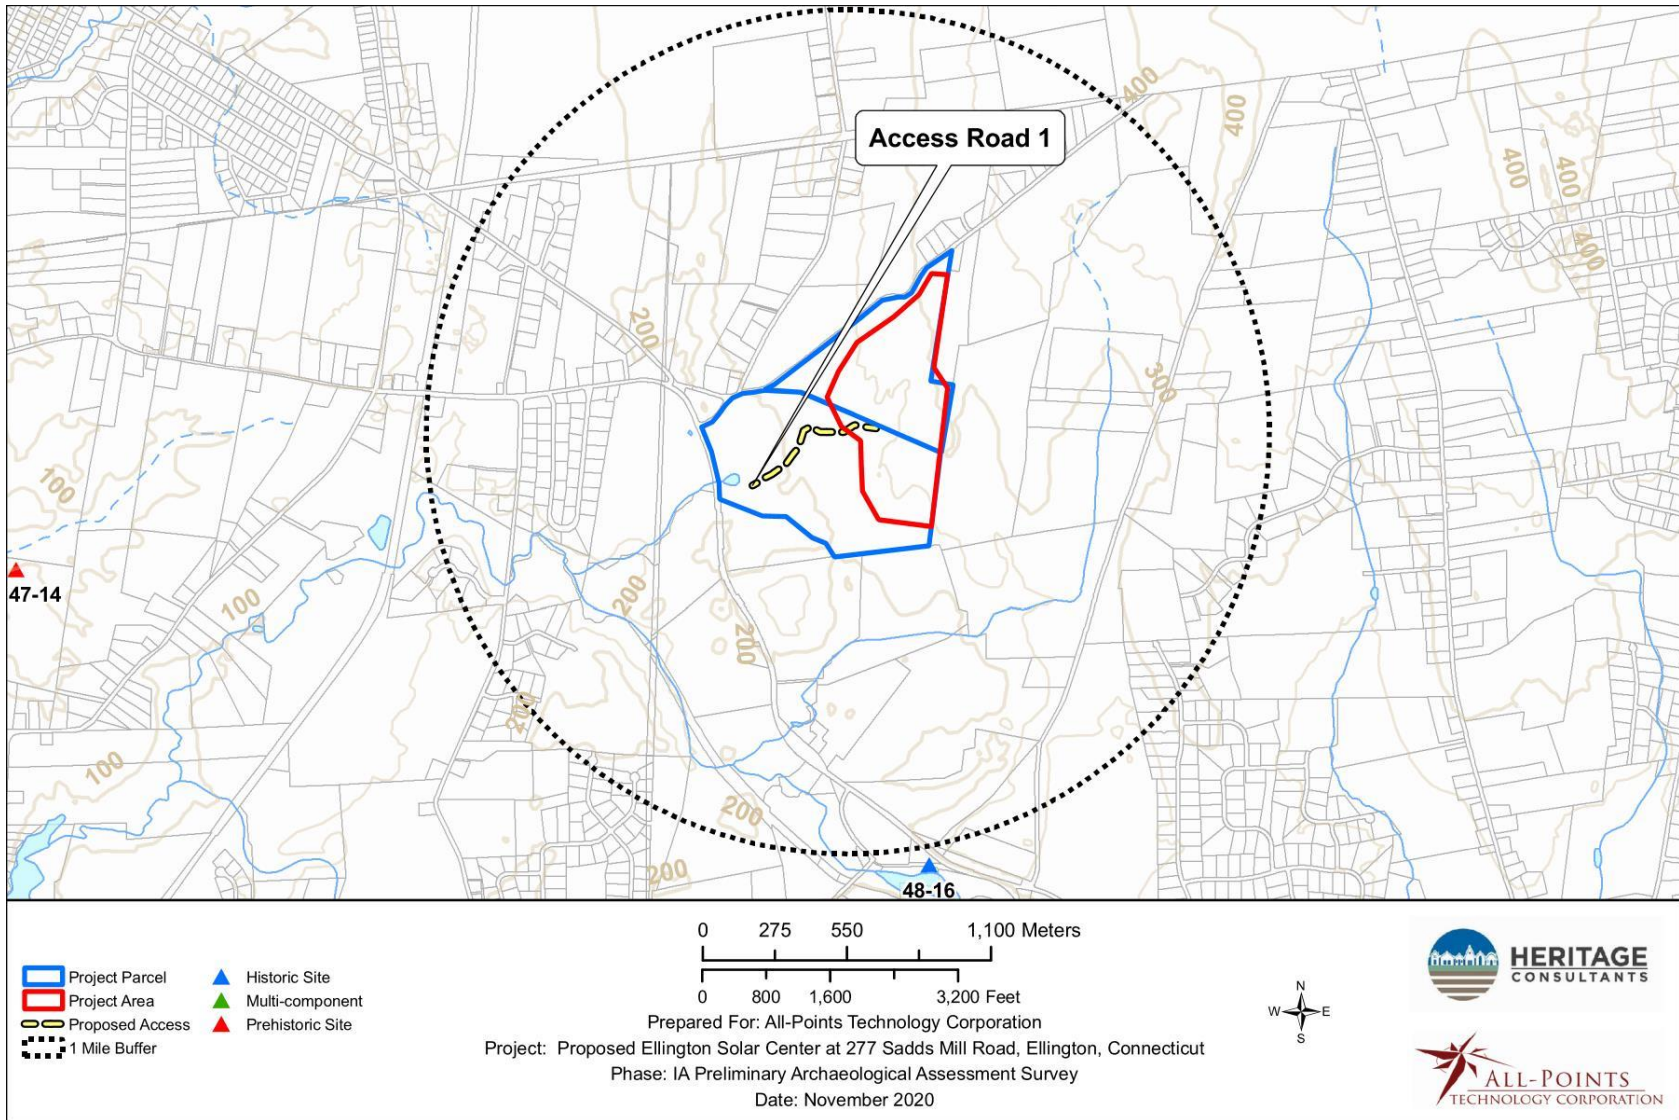 400
400
Access Road 1
400
400
400
200
300
100
47-14
100
200
200
200
100
200
200
48-16
Project Parcel
Project Area
Proposed Access
1 Mile Buffer
Historic Site
Multi-component
Prehistoric Site
0 275 550 1,100 Meters
0 800 1,600 3,200 Feet
Prepared For: All-Points Technology Corporation
Project: Proposed Ellington Solar Center at 277 Sadds Mill Road, Ellington, Connecticut
Phase: IA Preliminary Archaeological Assessment Survey
Date: November 2020
N
W E
S
HERITAGE
CONSULTANTS
ALL-POINTS
TECHNOLOGY CORPORATION